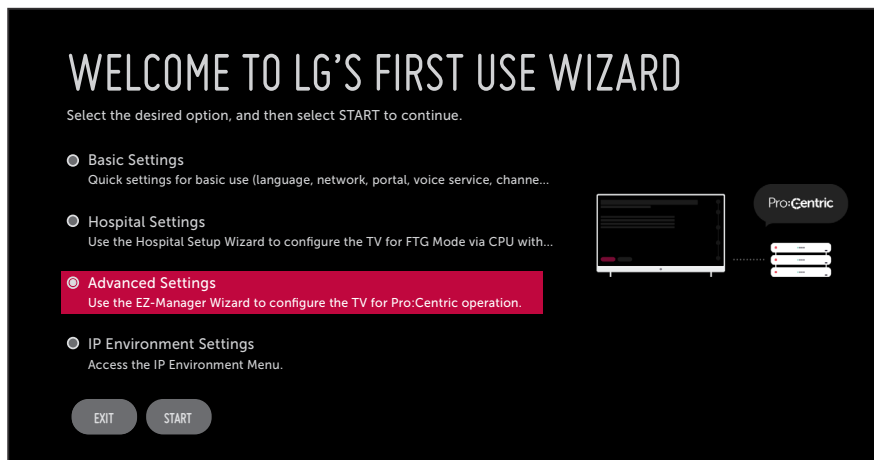 WELCOME TO LG'S FIRST USE WIZARD
Select the desired option, and then select START to continue.
Basic Settings
Quick settings for basic use (language, network, portal, voice service, channe...
Hospital Settings
Use the Hospital Setup Wizard to configure the TV for FTG Mode via CPU with...
Advanced Settings
Use the EZ-Manager Wizard to configure the TV for Pro:Centric operation.
Pro:Centric
IP Environment Settings
Access the IP Environment Menu.
EXIT START